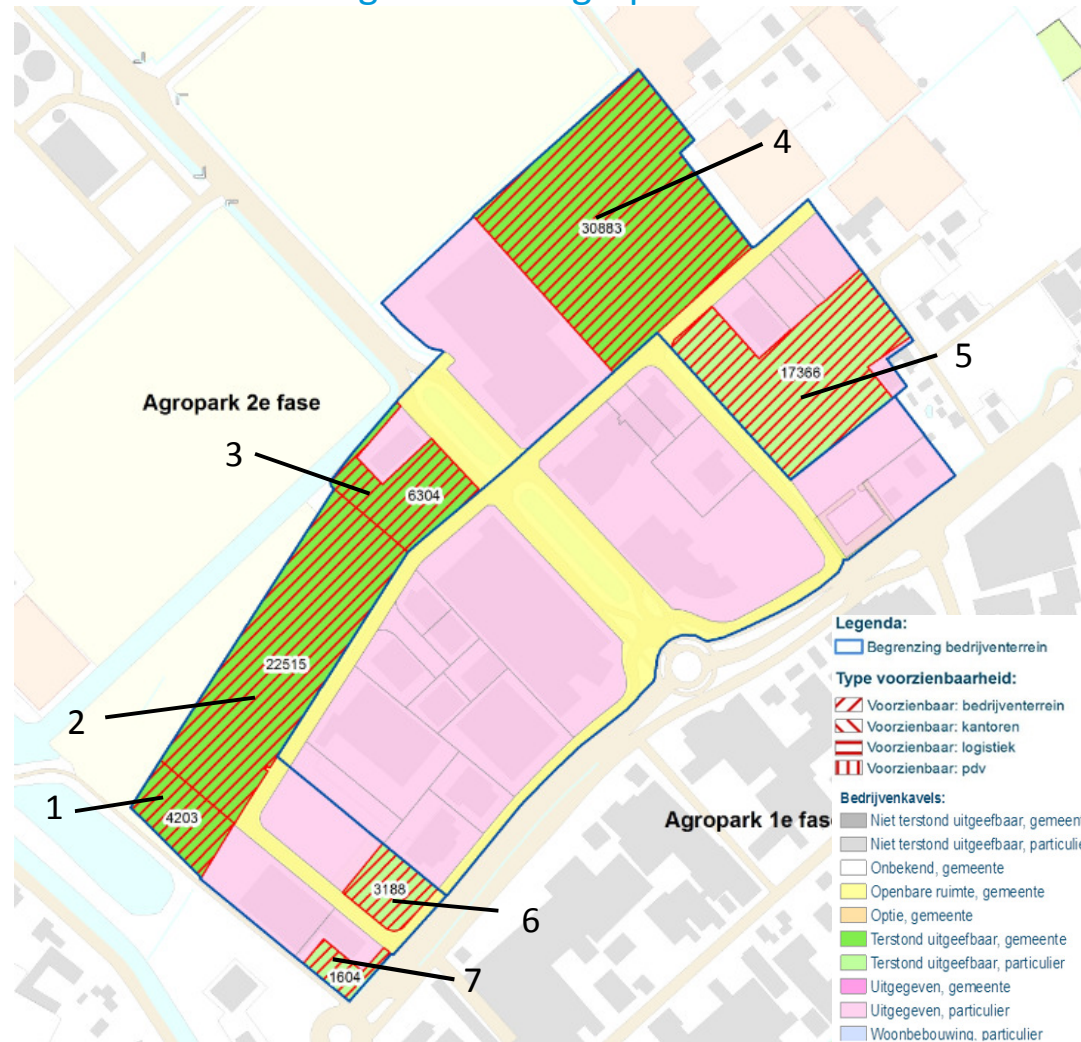 4
30883
5
17366
Agropark 2e fase
3
6304
22515
2
1
4203
3188
6
7
1604
Agropark 1e fas
Legenda:
Begrenzing bedrijventerrein
Type voorzienbaarheid:
Voorzienbaar: bedrijventerrein
Voorzienbaar: kantoren
Voorzienbaar: logistiek
Voorzienbaar: pdv
Bedrijvenkavels:
Niet terstond uitgeefbaar, gemeent
Niet terstond uitgeefbaar, particulie
Onbekend, gemeente
Openbare ruimte, gemeente
Optie, gemeente
Terstond uitgeefbaar, gemeente
Terstond uitgeefbaar, particulier
Uitgegeven, gemeente
Uitgegeven, particulier
Woonbebouwing, particulier